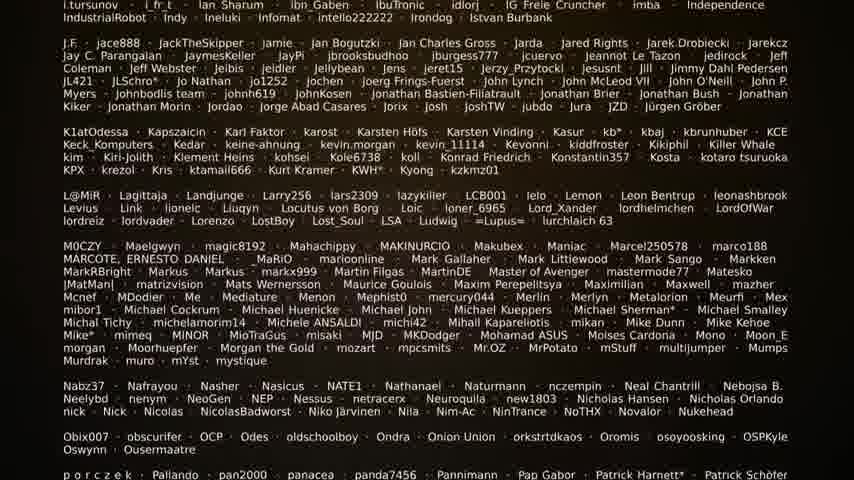 i.tursunov · i_fr_t · Ian Sharum · Ibn_Gaben · IbuTronic · idlorj · IG Freie Cruncher · imba · Independence
IndustrialRobot · Indy · Ineluki · Infomat · intello222222 · Irondog · Istvan Burbank
J.F. · jace888 · JackTheSkipper · jamie · Jan Bogutzki · Jan Charles Gross · Jarda · Jared Rights · Jarek Drobiecki · jarekcz
Jay C. Parangalan · JaymesKeller · JayPi · jbrooksbudhoo · jburgess777 · jcuervo · Jeannot Le Tazon · jedirock · Jeff
Coleman · Jeff Webster · Jeibis · jeidler · Jellybean · Jens · jeret15 · Jerzy_Przytocki · jesusnt · Jill · Jimmy Dahl Pedersen
JL421 · JLSchro* · Jo Nathan · jo1252 · jochen · Joerg Frings-Fuerst · John Lynch · John McLeod VII · John O'Neill · John P.
Myers · Johnbodlis team · johnh619 · JohnKosen · Jonathan Bastien-Filiatrault · Jonathan Brier · Jonathan Bush · Jonathan
Kiker · Jonathan Morin · Jordao · Jorge Abad Casares · Jorix · Josh · JoshTW · jubdo · Jura · JZD · Jürgen Gröber
K1atOdessa · Kapszaicin · Karl Faktor · karost · Karsten Höfs · Karsten Vinding · Kasur · kb* · kbaj · kbrunhuber · KCE
Keck_Komputers · Kedar · keine-ahnung · kevin.morgan · kevin_11114 · Kevonni · kiddfroster · Kikiphil · Killer Whale
kim · Kiri-Jolith · Klement Heins · kohsei · Kole6738 · koll · Konrad Friedrich · Konstantin357 · Kosta · kotaro tsuruoka
KPX · krezol · Kris · ktamail666 · Kurt Kramer · KWH* · Kyong · kzkmz01
L@MiR · Lagittaja · Landjunge · Larry256 · lars2309 · lazykiller · LCB001 · lelo · Lemon · Leon Bentrup · leonashbrook
Levius · Link · lionelc · Liuqyn · Locutus von Borg · Loic · loner_6965 · Lord_Xander · lordhelmchen · LordOfWar
lordreiz · lordvader · Lorenzo · LostBoy · Lost_Soul · LSA · Ludwig · =Lupus= · lurchlaich 63
M0CZY · Maelgwyn · magic8192 · Mahachippy · MAKINURCIO · Makubex · Maniac · Marcel250578 · marco188
MARCOTE, ERNESTO DANIEL · _MaRiO · marioonline · Mark Gallaher · Mark Littlewood · Mark Sango · Markken
MarkRBright · Markus · Markus · markx999 · Martin Filgas · MartinDE · Master of Avenger · mastermode77 · Matesko
|MatMan| · matrizvision · Mats Wernersson · Maurice Goulois · Maxim Perepelitsya · Maximilian · Maxwell · mazher
Mcnef · MDodier · Me · Mediature · Menon · Mephist0 · mercury044 · Merlin · Merlyn · Metalorion · Meurfi · Mex
mibor1 · Michael Cockrum · Michael Huenicke · Michael John · Michael Kueppers · Michael Sherman* · Michael Smalley
Michal Tichy · michelamorim14 · Michele ANSALDI · michi42 · Mihail Kapareliotis · mikan · Mike Dunn · Mike Kehoe
Mike* · mimeq · MINOR · MioTraGus · misaki · MJD · MKDodger · Mohamad ASUS · Moises Cardona · Mono · Moon_E
morgan · Moorhuepfer · Morgan the Gold · mozart · mpcsmits · Mr.OZ · MrPotato · mStuff · multijumper · Mumps
Murdrak · muro · mYst · mystique
Nabz37 · Nafrayou · Nasher · Nasicus · NATE1 · Nathanael · Naturmann · nczempin · Neal Chantrill · Nebojsa B.
Neelybd · nenym · NeoGen · NEP · Nessus · netracerx · Neuroquila · new1803 · Nicholas Hansen · Nicholas Orlando
nick · Nick · Nicolas · NicolasBadworst · Niko Järvinen · Nila · Nim-Ac · NinTrance · NoTHX · Novalor · Nukehead
Obix007 · obscurifer · OCP · Odes · oldschoolboy · Ondra · Onion Union · orkstrtdkaos · Oromis · osoyoosking · OSPKyle
Oswynn · Ousermaatre
p o r c z e k · Pallando · pan2000 · panacea · panda7456 · Pannimann · Pap Gabor · Patrick Harnett* · Patrick Schöfer